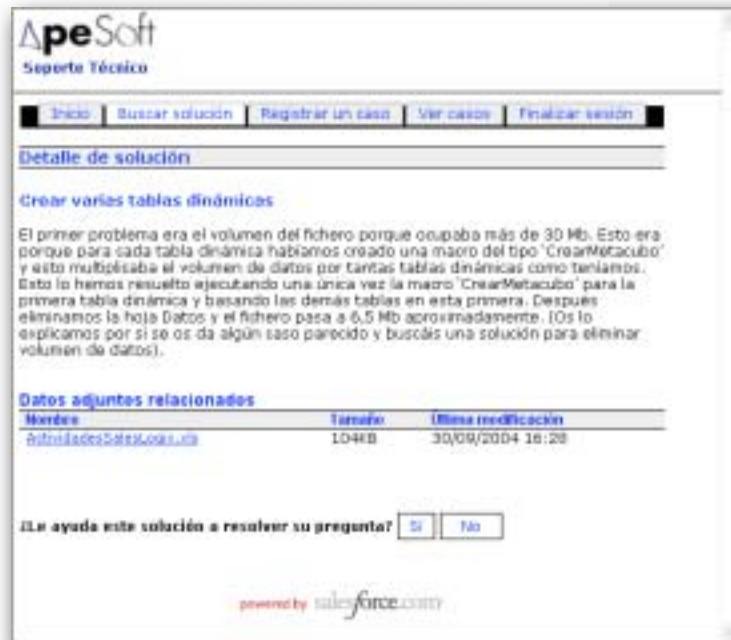 ApeSoft
Soporte Técnico
Inicio
Buscar solución
Registrar un caso
Ver casos
Finalizar sesión
Detalle de solución
Crear varias tablas dinámicas
El primer problema era el volumen del fichero porque ocupaba más de 30 Mb. Esto era
porque para cada tabla dinámica habíamos creado una macro del tipo 'CrearMetacubo'
y esto multiplicaba el volumen de datos por tantas tablas dinámicas como teníamos.
Esto lo hemos resuelto ejecutando una única vez la macro 'CrearMetacubo' para la
primera tabla dinámica y basando las demás tablas en esta primera. Después
eliminamos la hoja Datos y el fichero pasa a 6,5 Mb aproximadamente. (Os lo
explicamos por si se os da algún caso parecido y buscáis una solución para eliminar
volumen de datos).
Datos adjuntos relacionados
Nombre Tamaño Última modificación
ActividadesSalesLogix.xls 104KB 30/09/2004 16:28
¿Le ayuda este solución a resolver su pregunta? Sí No
powered by salesforce.com